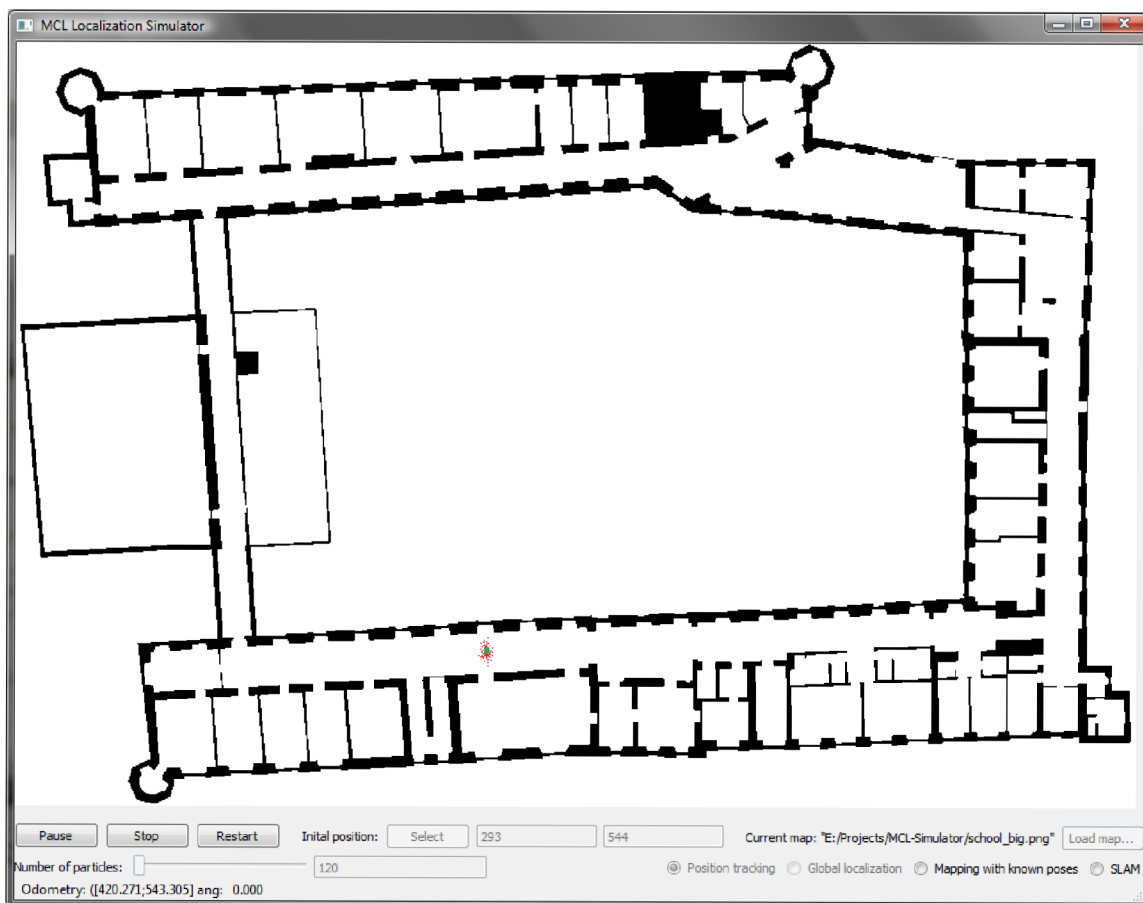 MCL Localization Simulator
Pause Stop Restart Inital position: Select 293 544 Current map: "E:/Projects/MCL-Simulator/school_big.png" Load map...
Number of particles: 120 Position tracking Global localization Mapping with known poses SLAM
Odometry: ([420.271;543.305] ang: 0.000